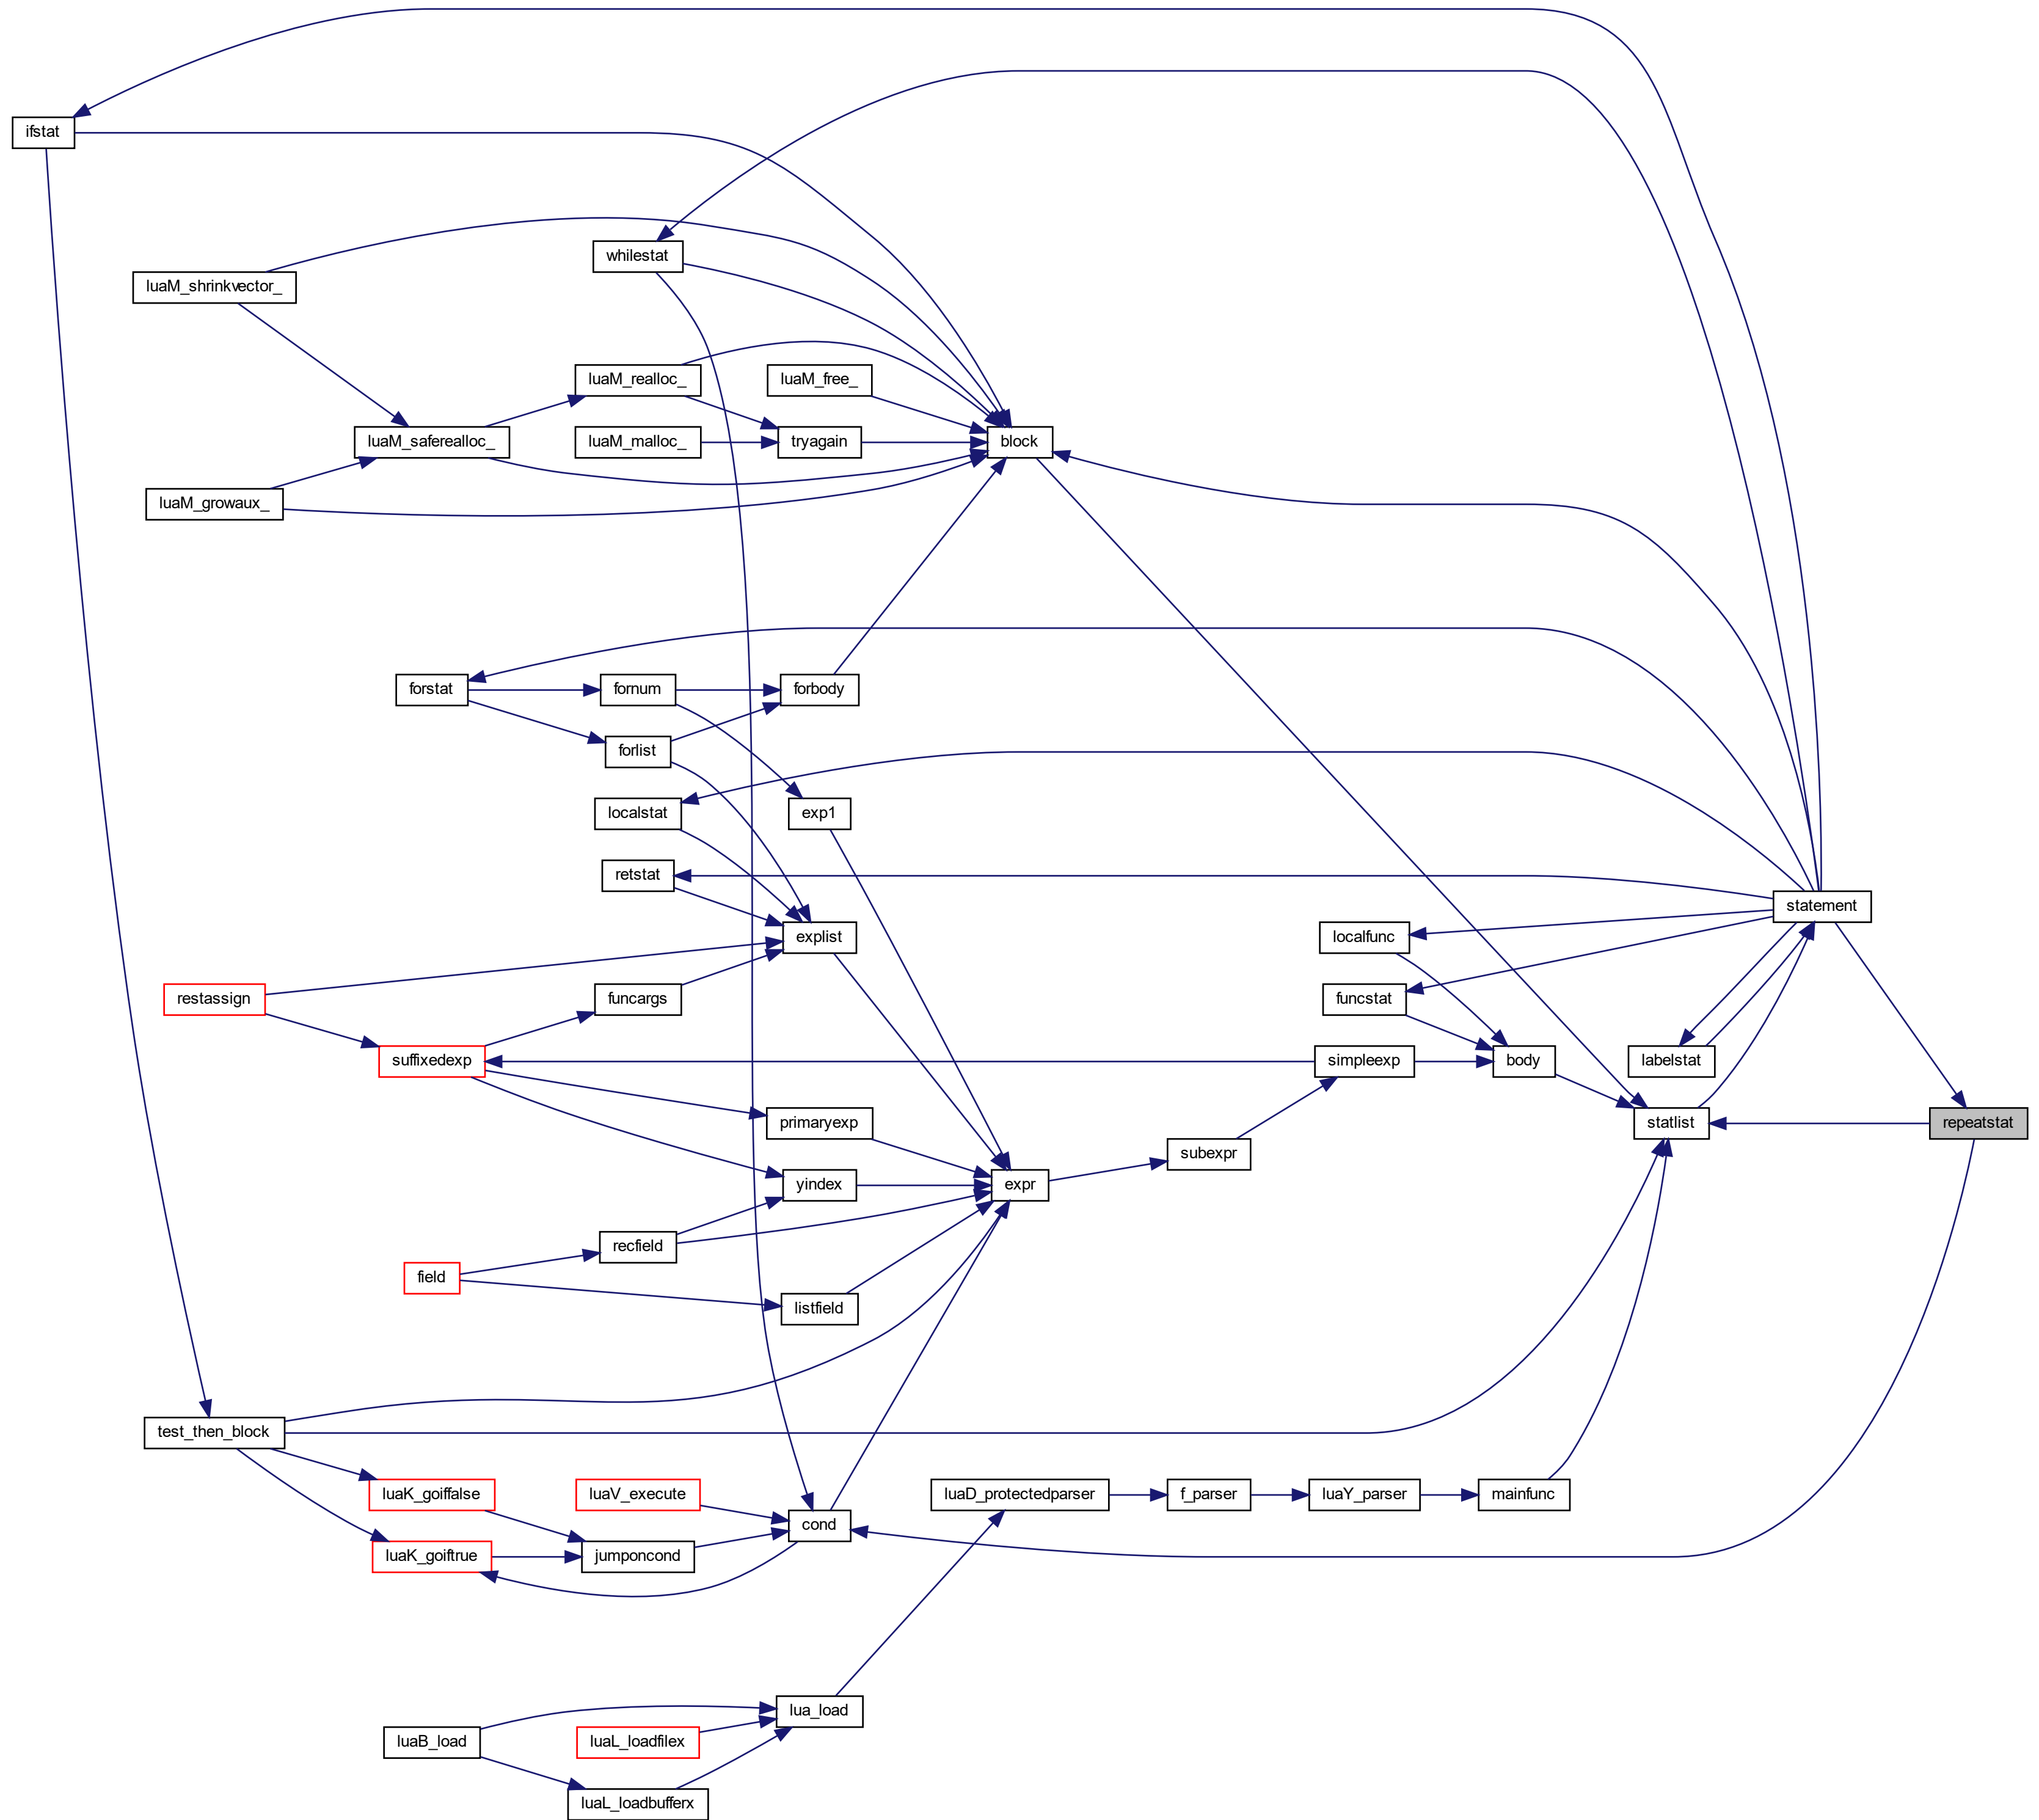 ifstat
whilestat
luaM_shrinkvector_
luaM_realloc_
luaM_free_
luaM_saferealloc_
luaM_malloc_
tryagain
block
luaM_growaux_
forstat
fornum
forbody
forlist
localstat
exp1
retstat
statement
explist
localfunc
restassign
funcargs
funcstat
suffixedexp
simpleexp
body
labelstat
primaryexp
statlist
repeatstat
subexpr
yindex
expr
recfield
field
listfield
test_then_block
luaK_goiffalse
luaV_execute
luaD_protectedparser
f_parser
luaY_parser
mainfunc
cond
luaK_goiftrue
jumponcond
lua_load
luaB_load
luaL_loadfilex
luaL_loadbufferx